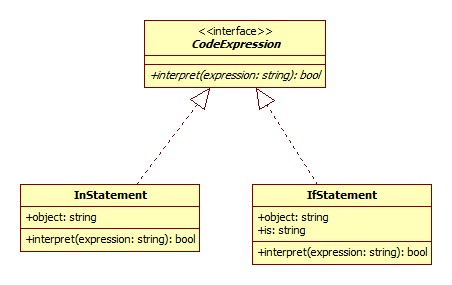 <<interface>>
CodeExpression
+interpret(expression: string): bool
InStatement
+object: string
+interpret(expression: string): bool
IfStatement
+object: string
+is: string
+interpret(expression: string): bool